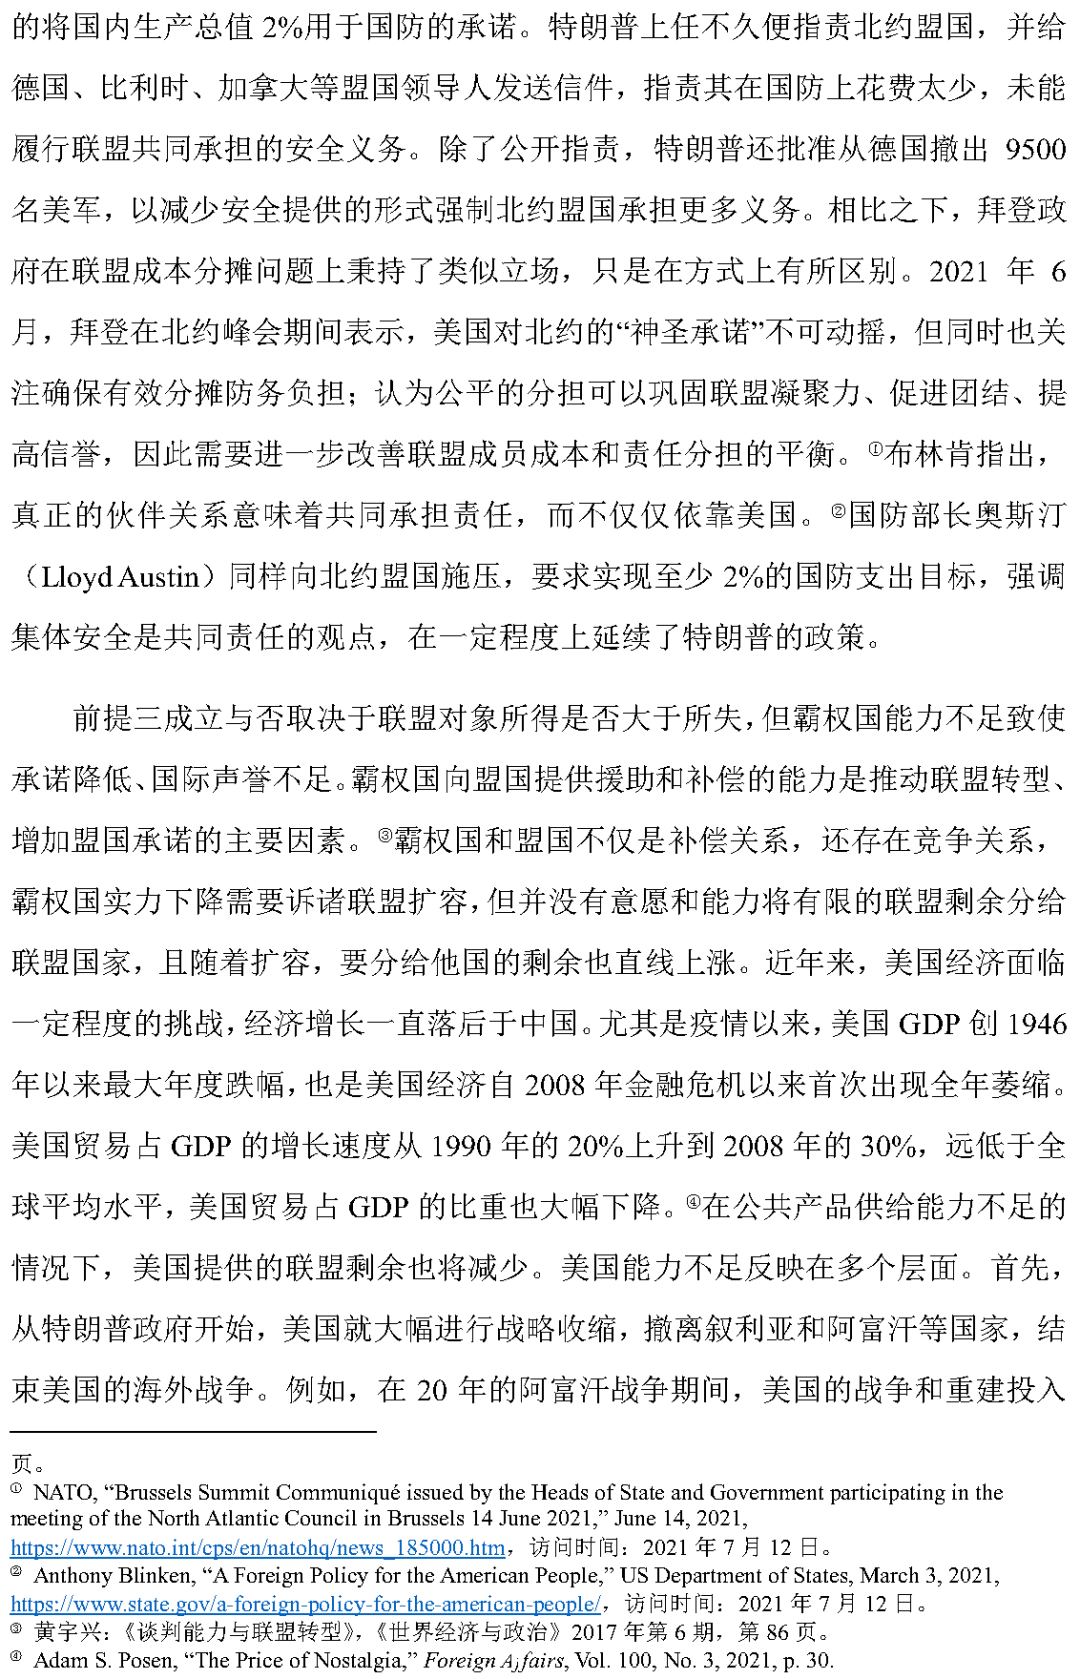 的将国内生产总值 2%用于国防的承诺。特朗普上任不久便指责北约盟国，并给
德国、比利时、加拿大等盟国领导人发送信件，指责其在国防上花费太少，未能
履行联盟共同承担的安全义务。除了公开指责，特朗普还批准从德国撤出 9500
名美军，以减少安全提供的形式强制北约盟国承担更多义务。相比之下，拜登政
府在联盟成本分摊问题上秉持了类似立场，只是在方式上有所区别。2021 年 6
月，拜登在北约峰会期间表示，美国对北约的“神圣承诺”不可动摇，但同时也关
注确保有效分摊防务负担；认为公平的分担可以巩固联盟凝聚力、促进团结、提
高信誉，因此需要进一步改善联盟成员成本和责任分担的平衡。①布林肯指出，
真正的伙伴关系意味着共同承担责任，而不仅仅依靠美国。②国防部长奥斯汀
（Lloyd Austin）同样向北约盟国施压，要求实现至少 2%的国防支出目标，强调
集体安全是共同责任的观点，在一定程度上延续了特朗普的政策。
前提三成立与否取决于联盟对象所得是否大于所失，但霸权国能力不足致使
承诺降低、国际声誉不足。霸权国向盟国提供援助和补偿的能力是推动联盟转型、
增加盟国承诺的主要因素。③霸权国和盟国不仅是补偿关系，还存在竞争关系，
霸权国实力下降需要诉诸联盟扩容，但并没有意愿和能力将有限的联盟剩余分给
联盟国家，且随着扩容，要分给他国的剩余也直线上涨。近年来，美国经济面临
一定程度的挑战，经济增长一直落后于中国。尤其是疫情以来，美国 GDP 创 1946
年以来最大年度跌幅，也是美国经济自 2008 年金融危机以来首次出现全年萎缩。
美国贸易占 GDP 的增长速度从 1990 年的 20%上升到 2008 年的 30%，远低于全
球平均水平，美国贸易占 GDP 的比重也大幅下降。④在公共产品供给能力不足的
情况下，美国提供的联盟剩余也将减少。美国能力不足反映在多个层面。首先，
从特朗普政府开始，美国就大幅进行战略收缩，撤离叙利亚和阿富汗等国家，结
束美国的海外战争。例如，在 20 年的阿富汗战争期间，美国的战争和重建投入
页。
① NATO, “Brussels Summit Communiqué issued by the Heads of State and Government participating in the
meeting of the North Atlantic Council in Brussels 14 June 2021,” June 14, 2021,
https://www.nato.int/cps/en/natohq/news_185000.htm，访问时间：2021 年 7 月 12 日。
② Anthony Blinken, “A Foreign Policy for the American People,” US Department of States, March 3, 2021,
https://www.state.gov/a-foreign-policy-for-the-american-people/，访问时间：2021 年 7 月 12 日。
③ 黄宇兴：《谈判能力与联盟转型》，《世界经济与政治》2017 年第 6 期，第 86 页。
④ Adam S. Posen, “The Price of Nostalgia,” Foreign Affairs, Vol. 100, No. 3, 2021, p. 30.